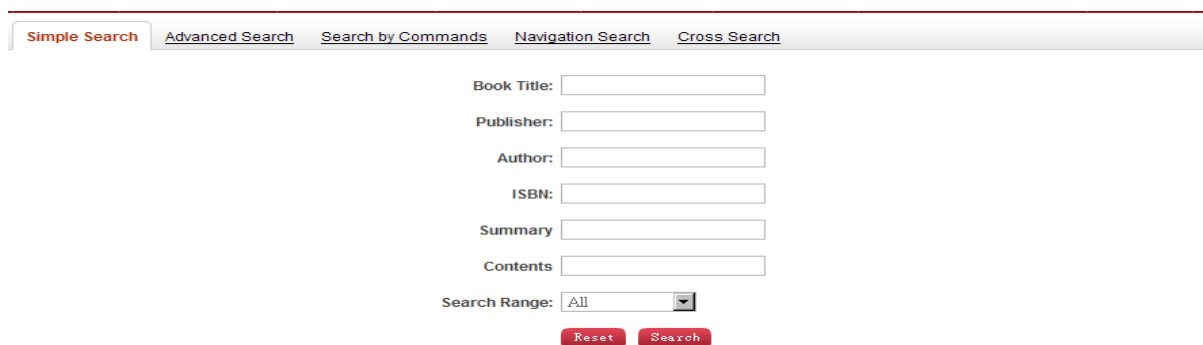 Simple Search Advanced Search Search by Commands Navigation Search Cross Search
Book Title:
Publisher:
Author:
ISBN:
Summary
Contents
Search Range: All
Reset Search